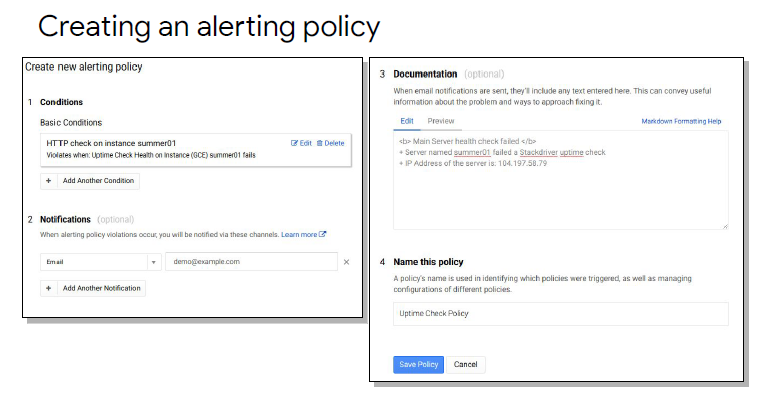 Creating an alerting policy
Create new alerting policy
1 Conditions
Basic Conditions
HTTP check on instance summer01
Edit Delete
Violates when: Uptime Check Health on Instance (GCE) summer01 fails
+ Add Another Condition
2 Notifications (optional)
When alerting policy violations occur, you will be notified via these channels. Learn more
Email
demo@example.com
+ Add Another Notification
3 Documentation (optional)
When email notifications are sent, they'll include any text entered here. This can convey useful
information about the problem and ways to approach fixing it.
Edit Preview
Markdown Formatting Help
<b> Main Server health check failed </b>
+ Server named summer01 failed a Stackdriver uptime check
+ IP Address of the server is: 104.197.58.79
4 Name this policy
A policy's name is used in identifying which policies were triggered, as well as managing
configurations of different policies.
Uptime Check Policy
Save Policy Cancel